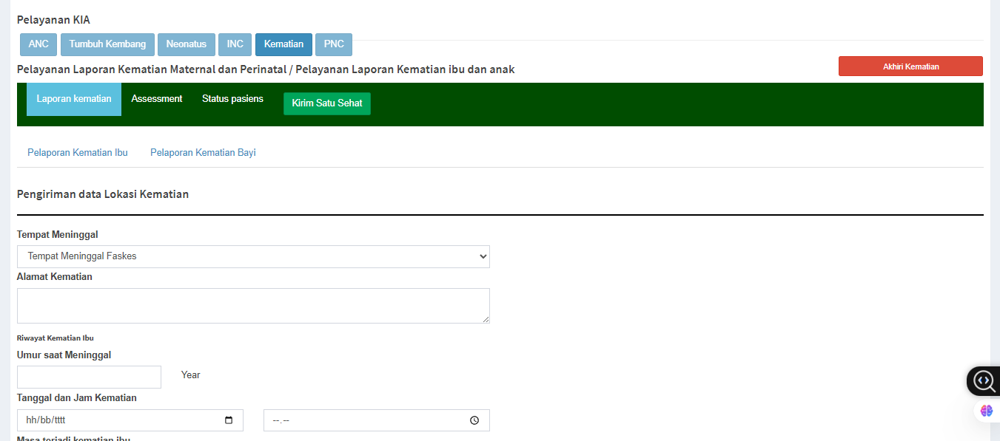 Pelayanan KIA
ANC Tumbuh Kembang Neonatus INC Kematian PNC
Pelayanan Laporan Kematian Maternal dan Perinatal / Pelayanan Laporan Kematian ibu dan anak
Akhiri Kematian
Laporan kematian Assessment Status pasiens Kirim Satu Sehat
Pelaporan Kematian Ibu Pelaporan Kematian Bayi
Pengiriman data Lokasi Kematian
Tempat Meninggal
Tempat Meninggal Faskes
Alamat Kematian
Riwayat Kematian Ibu
Umur saat Meninggal
Year
Tanggal dan Jam Kematian
hh/bb/tttt --.--
Masa terjadi kematian ibu